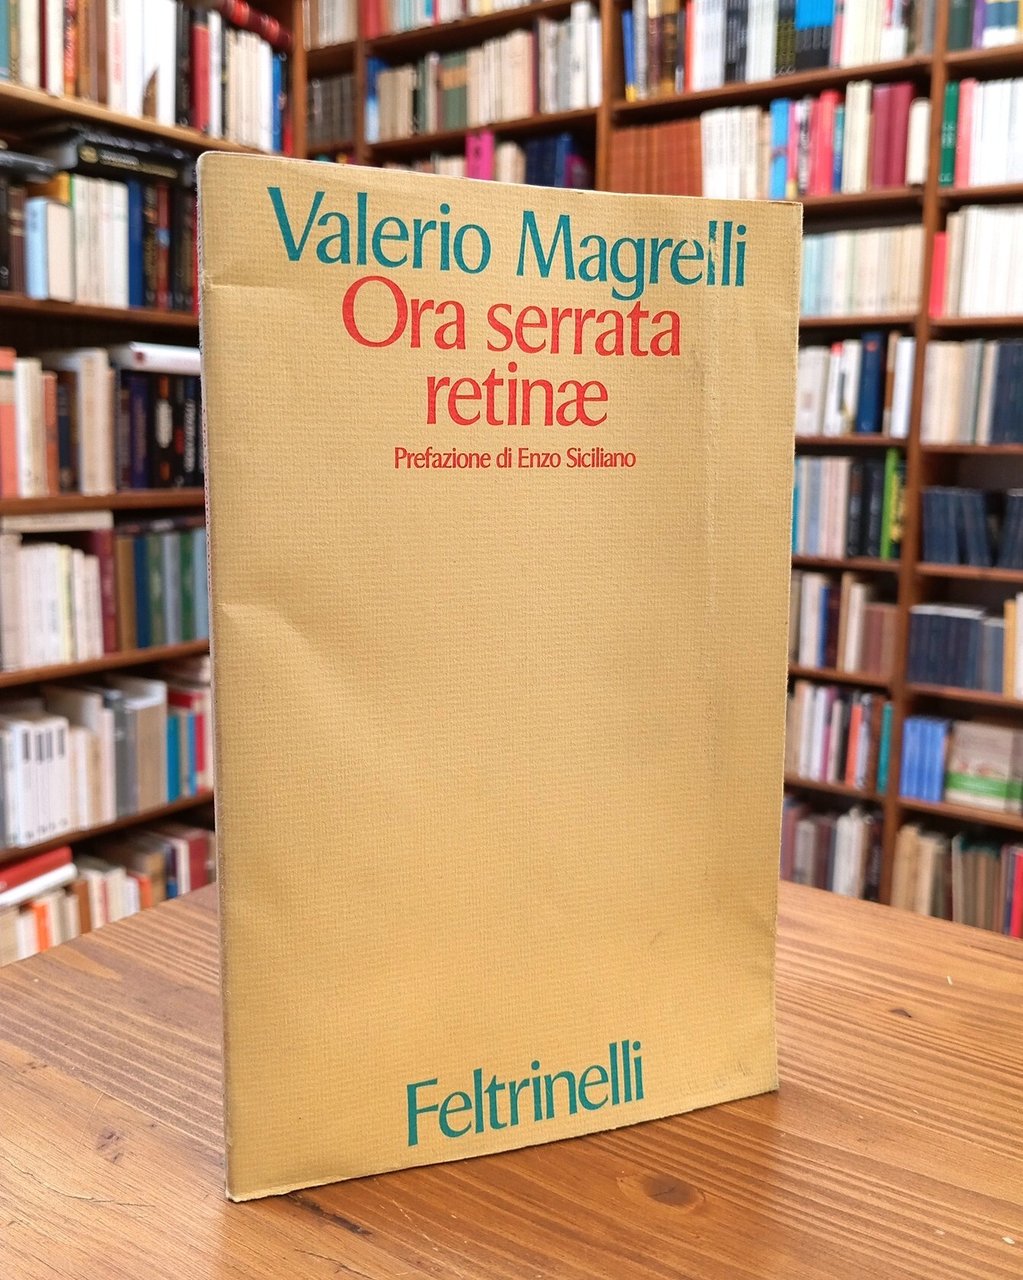 Valerio Magrelli
Ora serrata
retinæ
Prefazione di Enzo Siciliano
Feltrinelli